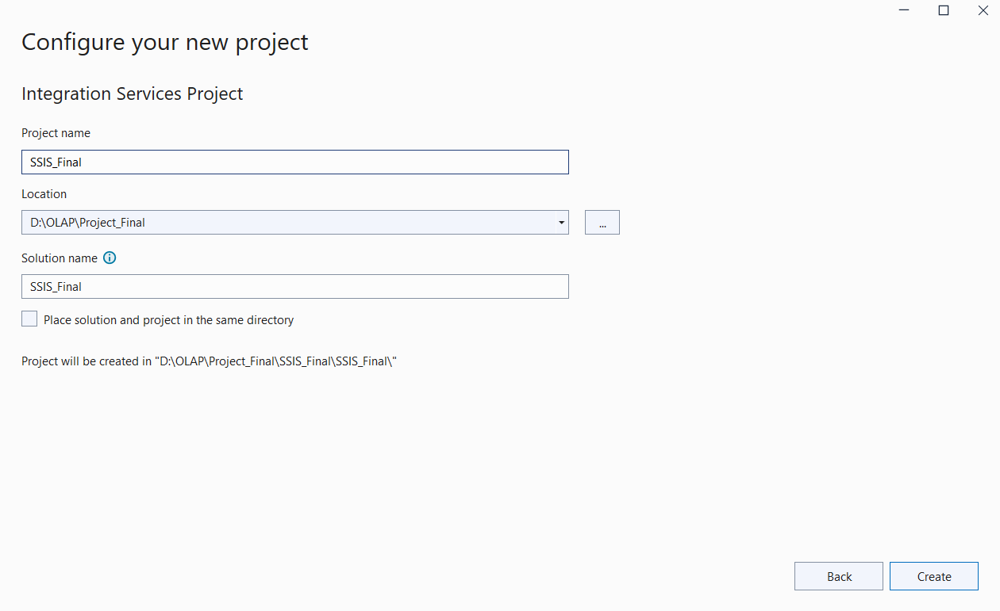 Configure your new project
Integration Services Project
Project name
SSIS_Final
Location
D:\OLAP\Project_Final
...
Solution name
SSIS_Final
Place solution and project in the same directory
Project will be created in "D:\OLAP\Project_Final\SSIS_Final\SSIS_Final\"
Back
Create